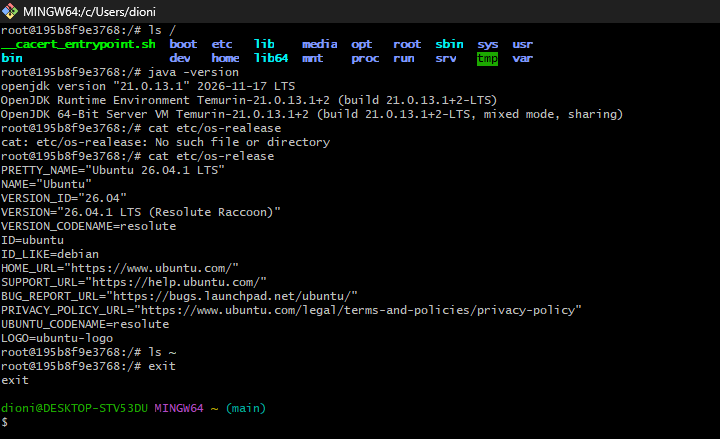 MINGW64:/c/Users/dioni
root@195b8f9e3768:/# ls /
__cacert_entrypoint.sh  boot  etc   lib    media  opt   root  sbin  sys  usr
bin                     dev   home  lib64  mnt    proc  run   srv   tmp  var
root@195b8f9e3768:/# java -version
openjdk version "21.0.13.1" 2026-11-17 LTS
OpenJDK Runtime Environment Temurin-21.0.13.1+2 (build 21.0.13.1+2-LTS)
OpenJDK 64-Bit Server VM Temurin-21.0.13.1+2 (build 21.0.13.1+2-LTS, mixed mode, sharing)
root@195b8f9e3768:/# cat etc/os-realease
cat: etc/os-realease: No such file or directory
root@195b8f9e3768:/# cat etc/os-release
PRETTY_NAME="Ubuntu 26.04.1 LTS"
NAME="Ubuntu"
VERSION_ID="26.04"
VERSION="26.04.1 LTS (Resolute Raccoon)"
VERSION_CODENAME=resolute
ID=ubuntu
ID_LIKE=debian
HOME_URL="https://www.ubuntu.com/"
SUPPORT_URL="https://help.ubuntu.com/"
BUG_REPORT_URL="https://bugs.launchpad.net/ubuntu/"
PRIVACY_POLICY_URL="https://www.ubuntu.com/legal/terms-and-policies/privacy-policy"
UBUNTU_CODENAME=resolute
LOGO=ubuntu-logo
root@195b8f9e3768:/# ls ~
root@195b8f9e3768:/# exit
exit
dioni@DESKTOP-STV53DU MINGW64 ~ (main)
$